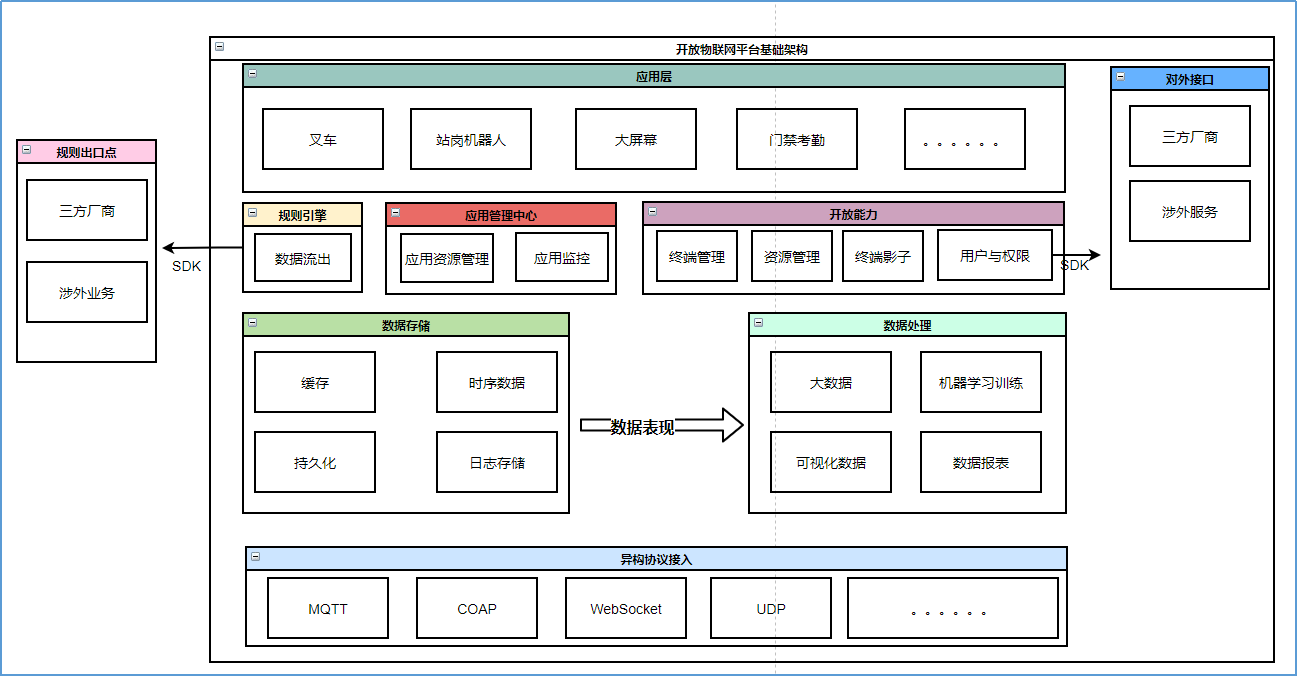 开放物联网平台基础架构
应用层
叉车
站岗机器人
大屏幕
门禁考勤
。。。。。。
对外接口
三方厂商
涉外服务
规则出口点
三方厂商
涉外业务
SDK
规则引擎
数据流出
应用管理中心
应用资源管理
应用监控
开放能力
终端管理
资源管理
终端影子
用户与权限
SDK
数据存储
缓存
时序数据
持久化
日志存储
数据表现
数据处理
大数据
机器学习训练
可视化数据
数据报表
异构协议接入
MQTT
COAP
WebSocket
UDP
。。。。。。